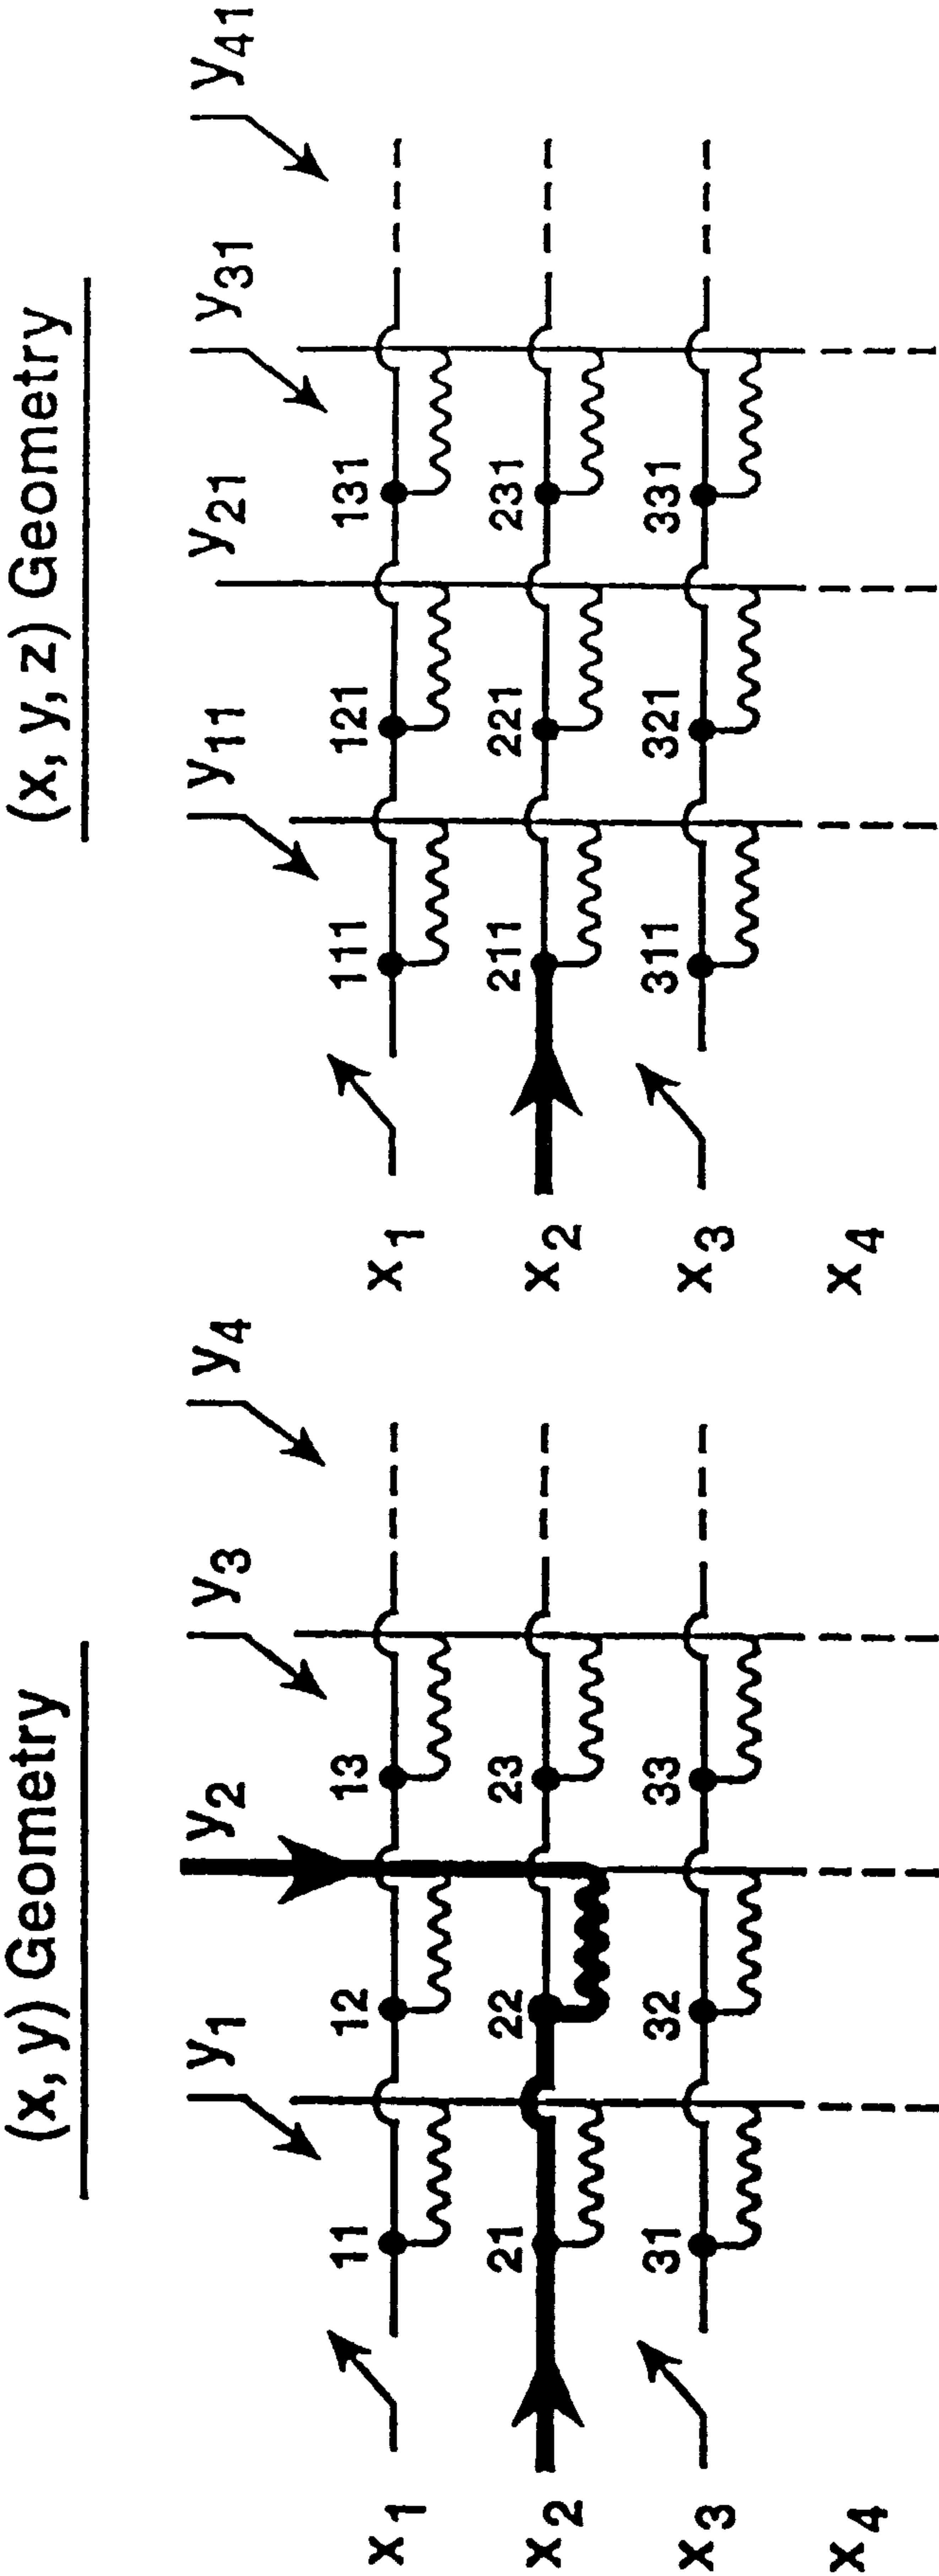 (x, y) Geometry
y1 y2 y3 y4
x1 11 12 13
x2 21 22 23
x3 31 32 33
x4
(x, y, z) Geometry
y11 y21 y31 y41
x1 111 121 131
x2 211 221 231
x3 311 321 331
x4